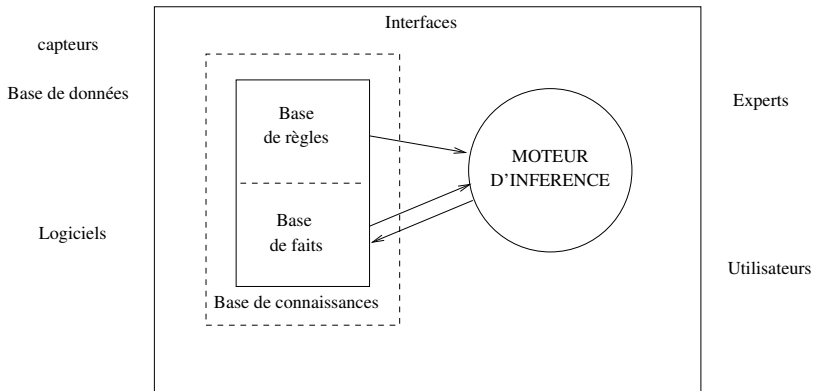 Interfaces
capteurs
Base de données
Base
de règles
MOTEUR
D'INFERENCE
Experts
Base
de faits
Logiciels
Utilisateurs
Base de connaissances